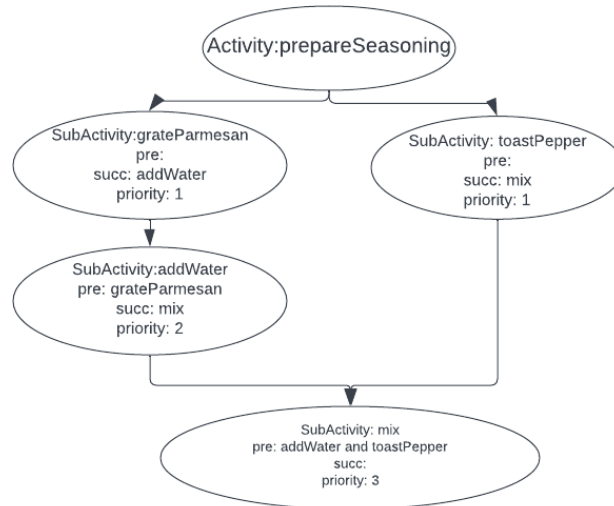 Activity:prepareSeasoning
SubActivity:grateParmesan
pre:
succ: addWater
priority: 1
SubActivity: toastPepper
pre:
succ: mix
priority: 1
SubActivity:addWater
pre: grateParmesan
succ: mix
priority: 2
SubActivity: mix
pre: addWater and toastPepper
succ:
priority: 3